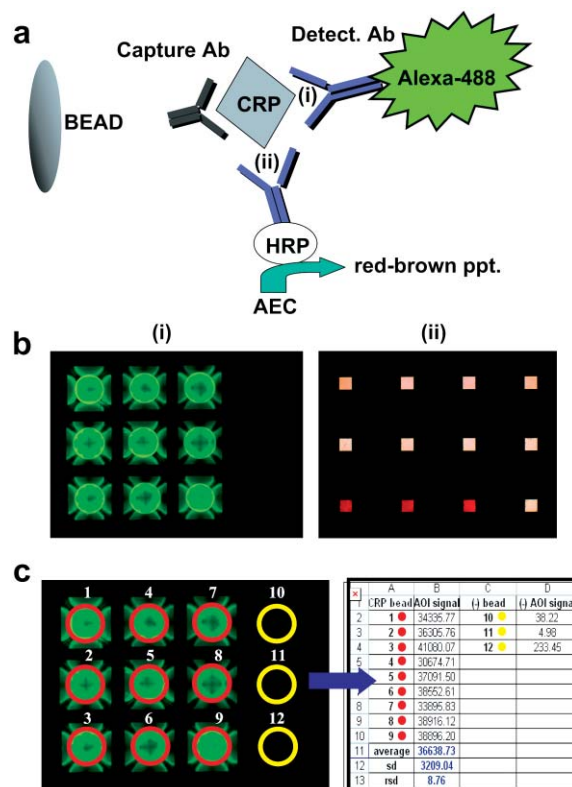 a
Capture Ab
Detect. Ab
Alexa-488
BEAD
CRP
(i)
(ii)
HRP
red-brown ppt.
AEC
b
(i)
(ii)
c
1 4 7 10
2 5 8 11
3 6 9 12
A B C D
1 CRP bead AOI signal (-) bead (-) AOI signal
2 1 34335.77 10 38.22
3 2 36305.76 11 4.98
4 3 41080.07 12 233.45
5 4 30674.71
5 37091.50
6 38552.61
8 7 33895.83
9 8 38916.12
10 9 38896.20
11 average 36638.73
12 sd 3209.04
13 rsd 8.76